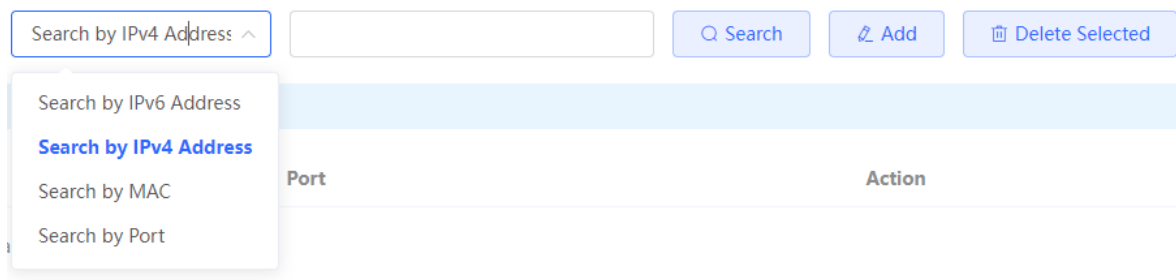 Search by IPv4 Address
Search
Add
Delete Selected
Search by IPv6 Address
Search by IPv4 Address
Port
Action
Search by MAC
Search by Port